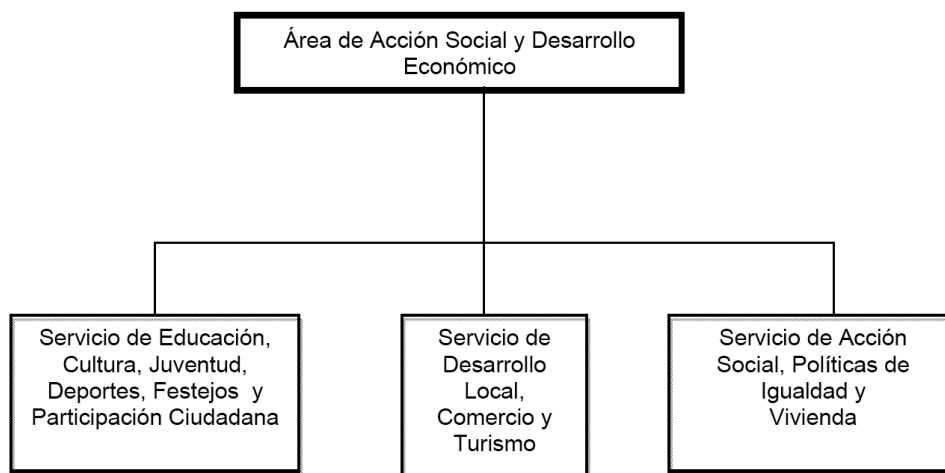 Área de Acción Social y Desarrollo
Económico
Servicio de Educación,
Cultura, Juventud,
Deportes, Festejos y
Participación Ciudadana
Servicio de
Desarrollo
Local,
Comercio y
Turismo
Servicio de Acción
Social, Políticas de
Igualdad y
Vivienda